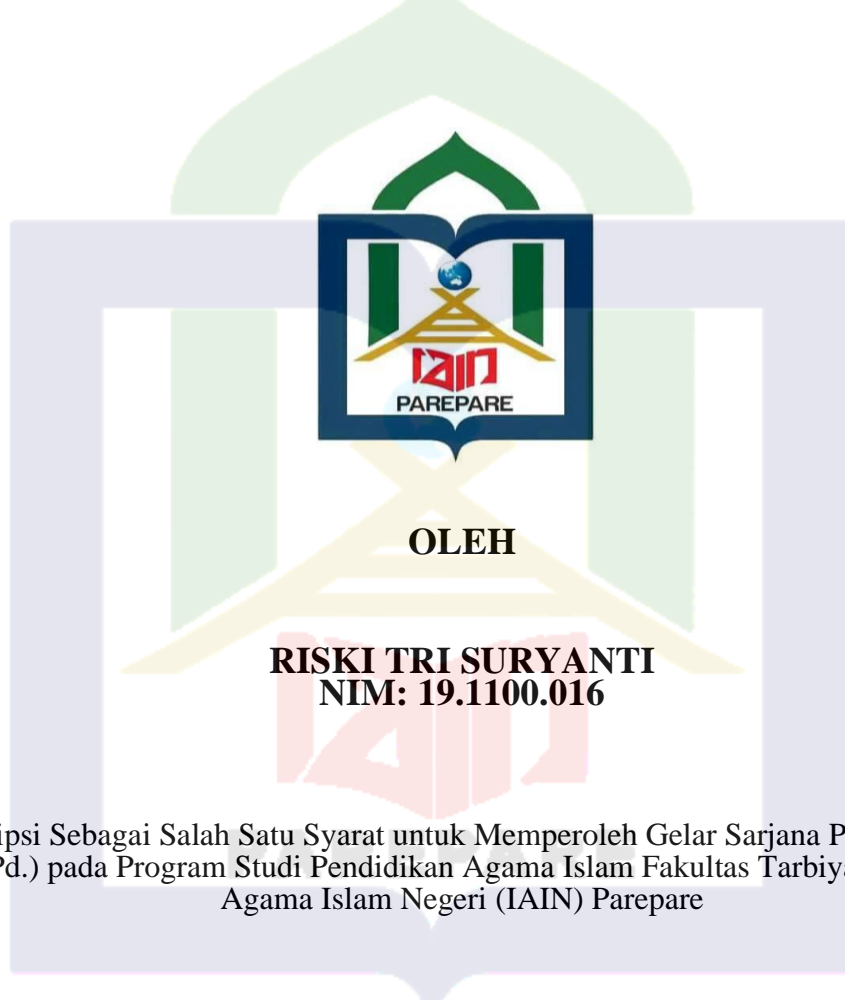 iain
PAREPARE
OLEH
RISKI TRI SURYANTI
NIM: 19.1100.016
ipsi Sebagai Salah Satu Syarat untuk Memperoleh Gelar Sarjana P
Pd.) pada Program Studi Pendidikan Agama Islam Fakultas Tarbiya
Agama Islam Negeri (IAIN) Parepare